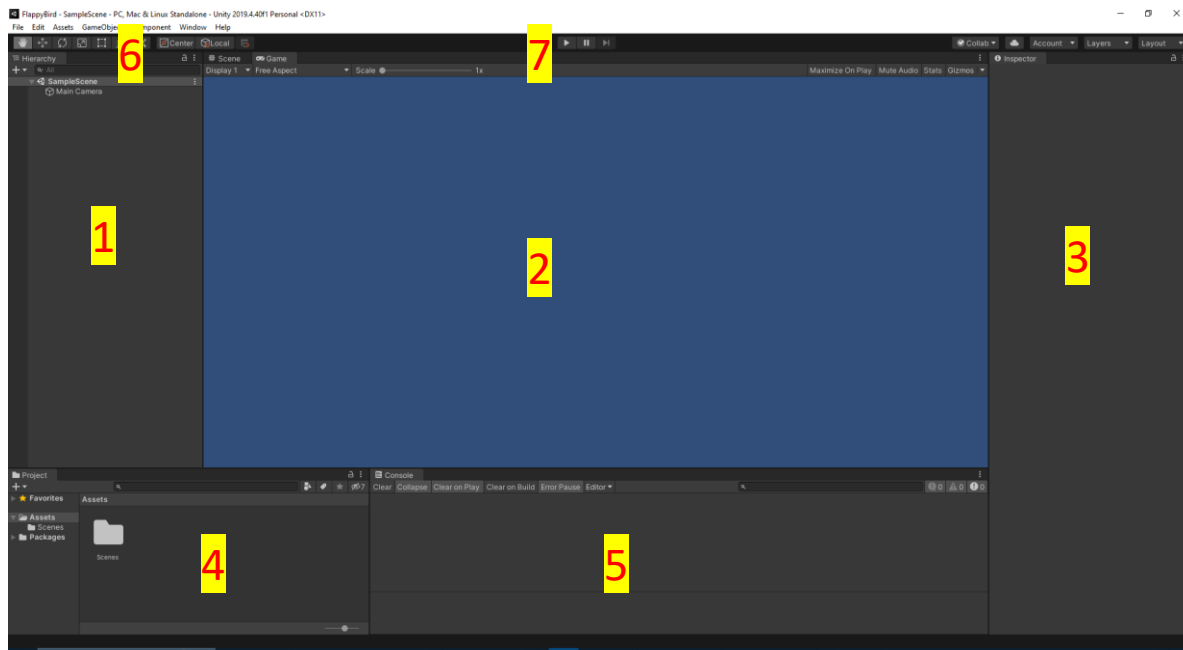 FlappyBird - SampleScene - PC, Mac & Linux Standalone - Unity 2019.4.40f1 Personal <DX11>
File Edit Assets GameObject Component Window Help
Center Local
6
7
Collab Account Layers Layout
Hierarchy
Scene Game
Inspector
All
Display 1 Free Aspect Scale 1x
Maximize On Play Mute Audio Stats Gizmos
SampleScene
Main Camera
1
2
3
Project
Console
7
Clear Collapse Clear on Play Clear on Build Error Pause Editor
0 0 0
Favorites
Assets
Assets
Scenes
Packages
Scenes
4
5